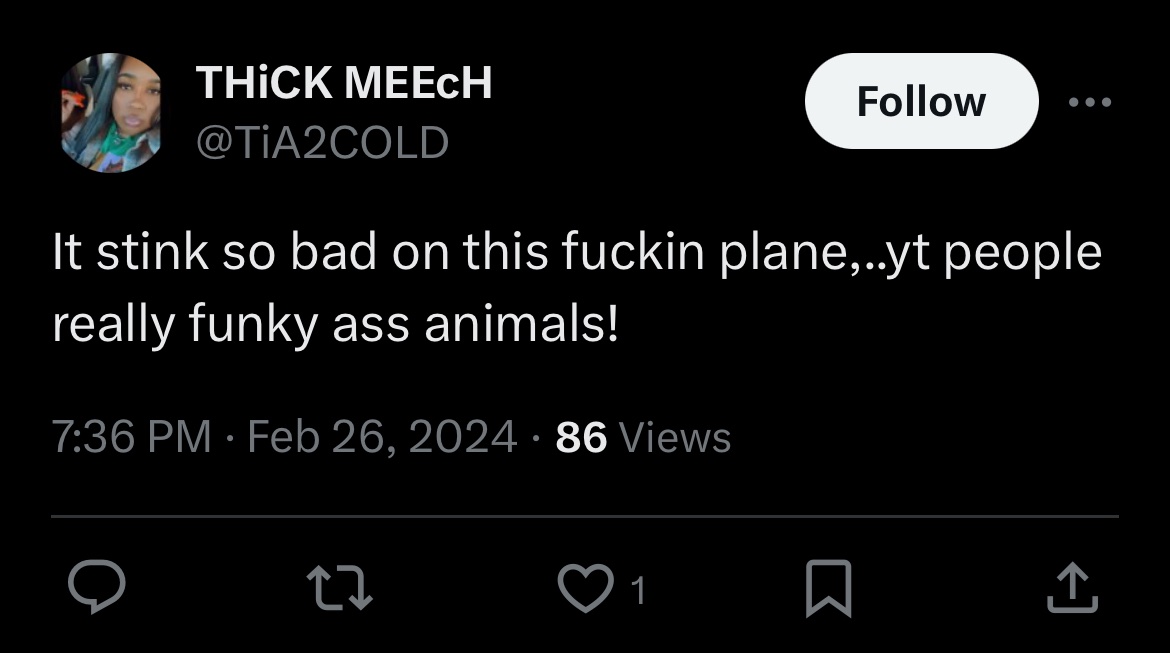 THiCK MEEcH
Follow
@TiA2COLD
It stink so bad on this fuckin plane,..yt people
really funky ass animals!
7:36 PM · Feb 26, 2024 · 86 Views
1